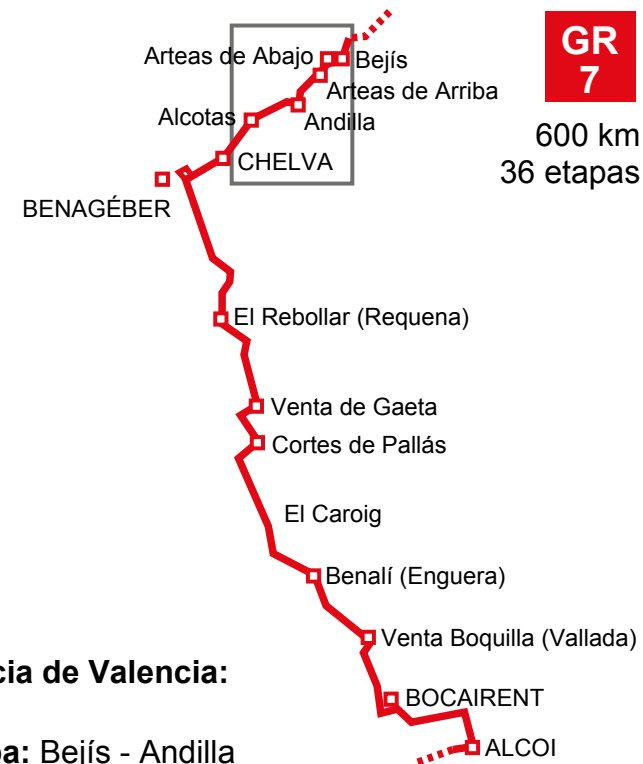 GR
7
600 km
36 etapas
Arteas de Abajo
Bejís
Arteas de Arriba
Alcotas
Andilla
CHELVA
BENAGÉBER
El Rebollar (Requena)
Venta de Gaeta
Cortes de Pallás
El Caroig
Benalí (Enguera)
Venta Boquilla (Vallada)
cia de Valencia:
BOCAIRENT
pa: Bejís - Andilla
ALCOI